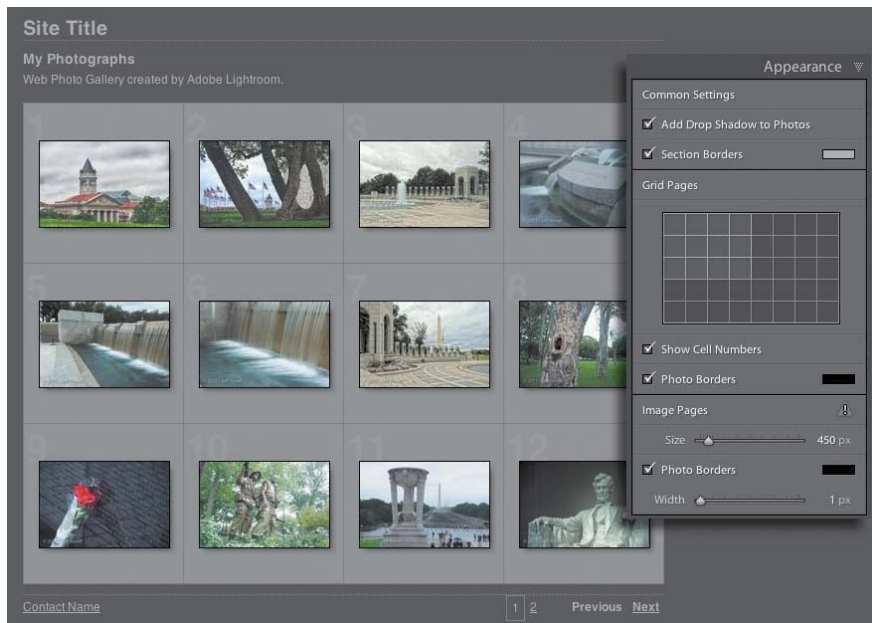 Site Title
My Photographs
Web Photo Gallery created by Adobe Lightroom.
1
2
3
4
5
6
7
8
9
10
11
12
Contact Name
1 2 Previous Next
Appearance
Common Settings
Add Drop Shadow to Photos
Section Borders
Grid Pages
Show Cell Numbers
Photo Borders
Image Pages
Size 450 px
Photo Borders
Width 1 px